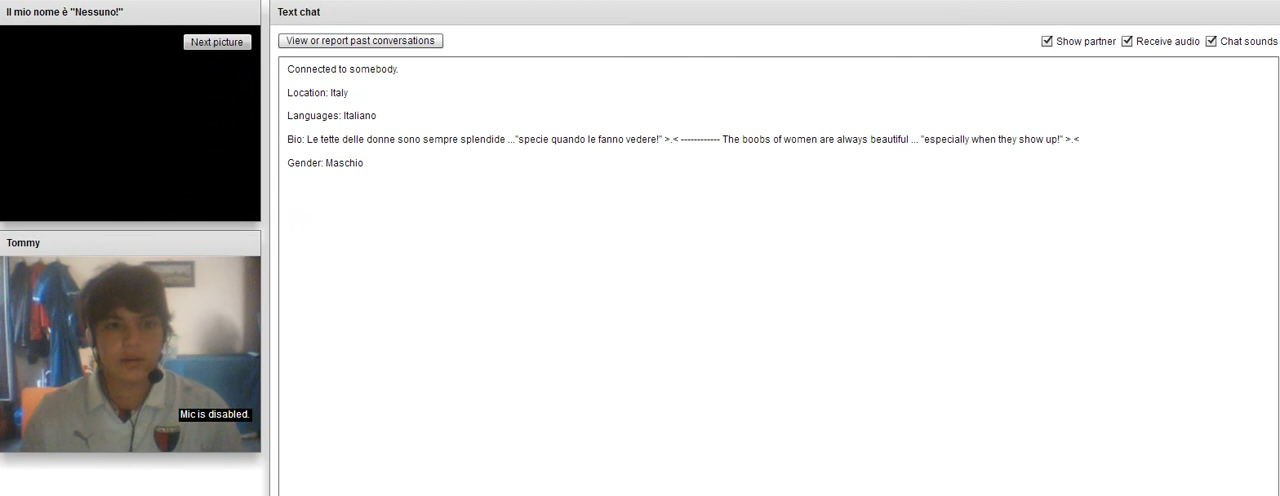 Il mio nome è "Nessuno!"
Next picture
Tommy
Mic is disabled.
Text chat
View or report past conversations
Show partner
Receive audio
Chat sounds
Connected to somebody.
Location: Italy
Languages: Italiano
Bio: Le tette delle donne sono sempre splendide ..."specie quando le fanno vedere!" >.< ------------ The boobs of women are always beautiful ... "especially when they show up!" >.<
Gender: Maschio